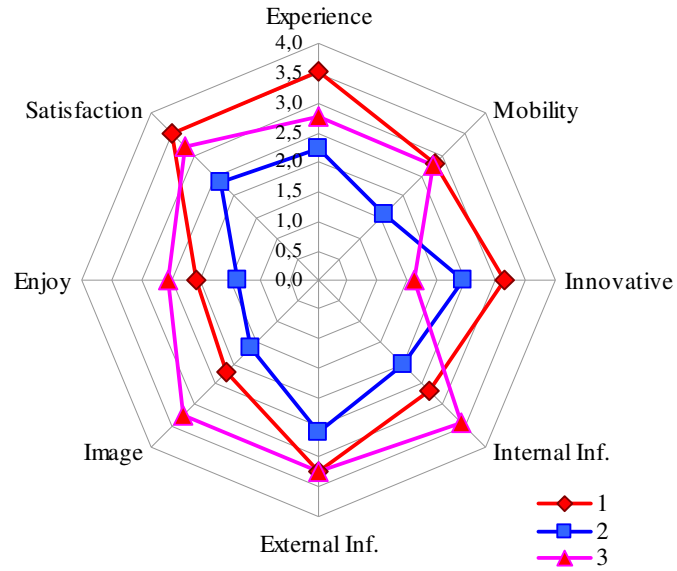 Experience
4,0
3,5
3,0
2,5
2,0
1,5
1,0
0,5
0,0
Satisfaction
Mobility
Enjoy
Innovative
Image
Internal Inf.
External Inf.
1
2
3